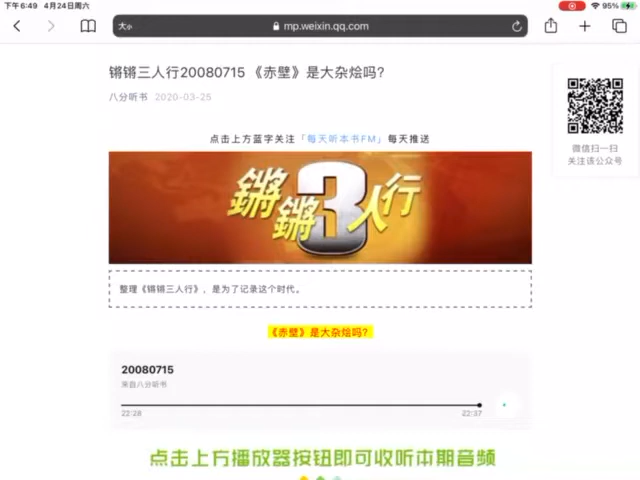 下午6:49 4月24日周六
95%
大小
mp.weixin.qq.com
锵锵三人行20080715 《赤壁》是大杂烩吗?
八分听书 2020-03-25
微信扫一扫
关注该公众号
点击上方蓝字关注「每天听本书FM」每天推送
锵锵3人行
整理《锵锵三人行》，是为了记录这个时代。
《赤壁》是大杂烩吗?
20080715
来自八分听书
22:28
22:37
点击上方播放器按钮即可收听本期音频